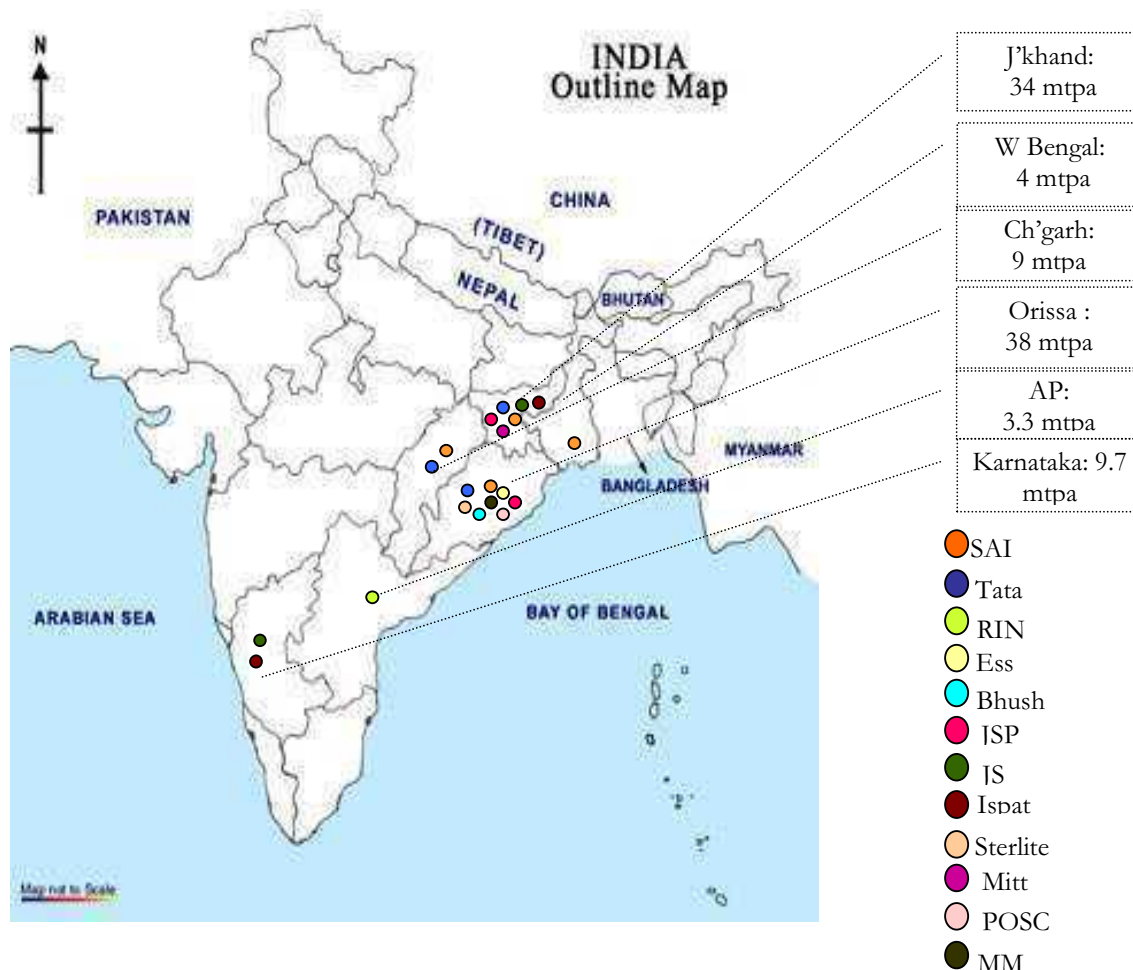 N
INDIA
Outline Map
PAKISTAN
CHINA
(TIBET)
NEPAL
BHUTAN
BANGLADESH
MYANMAR
ARABIAN SEA
BAY OF BENGAL
Map not to Scale
J'khand:
34 mtpa
W Bengal:
4 mtpa
Ch'garh:
9 mtpa
Orissa :
38 mtpa
AP:
3.3 mtpa
Karnataka: 9.7
mtpa
SAI
Tata
RIN
Ess
Bhush
JSP
JS
Ispat
Sterlite
Mitt
POSC
MM